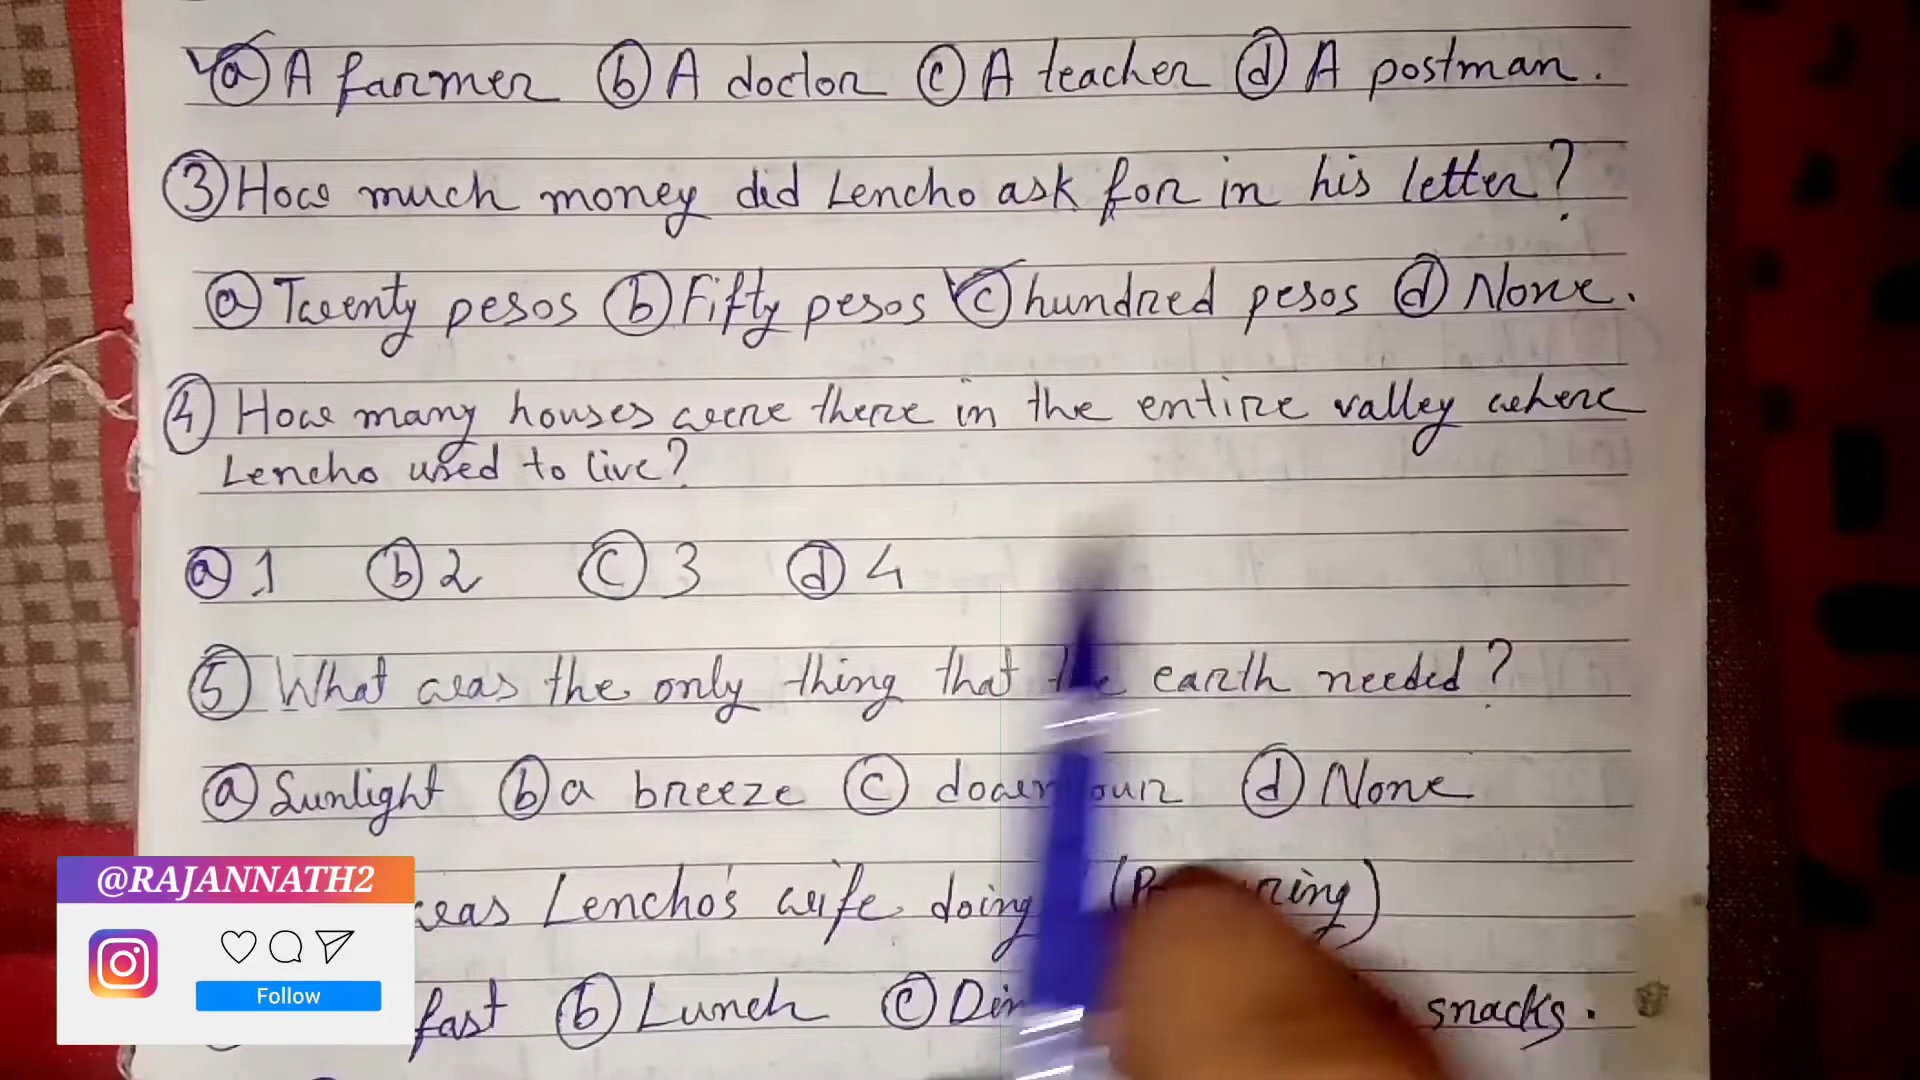 ⓐ A farmer ⓑ A doctor ⓒ A teacher ⓓ A postman.
③ How much money did Lencho ask for in his letter?
ⓐ Twenty pesos ⓑ Fifty pesos ⓒ hundred pesos ⓓ None.
④ How many houses were there in the entire valley where
Lencho used to live?
ⓐ 1 ⓑ 2 ⓒ 3 ⓓ 4
⑤ What was the only thing that the earth needed?
ⓐ Sunlight ⓑ a breeze ⓒ downpour ⓓ None
was Lencho's wife doing
fast ⓑ Lunch ⓒ snacks.
@RAJANNATH2
Follow